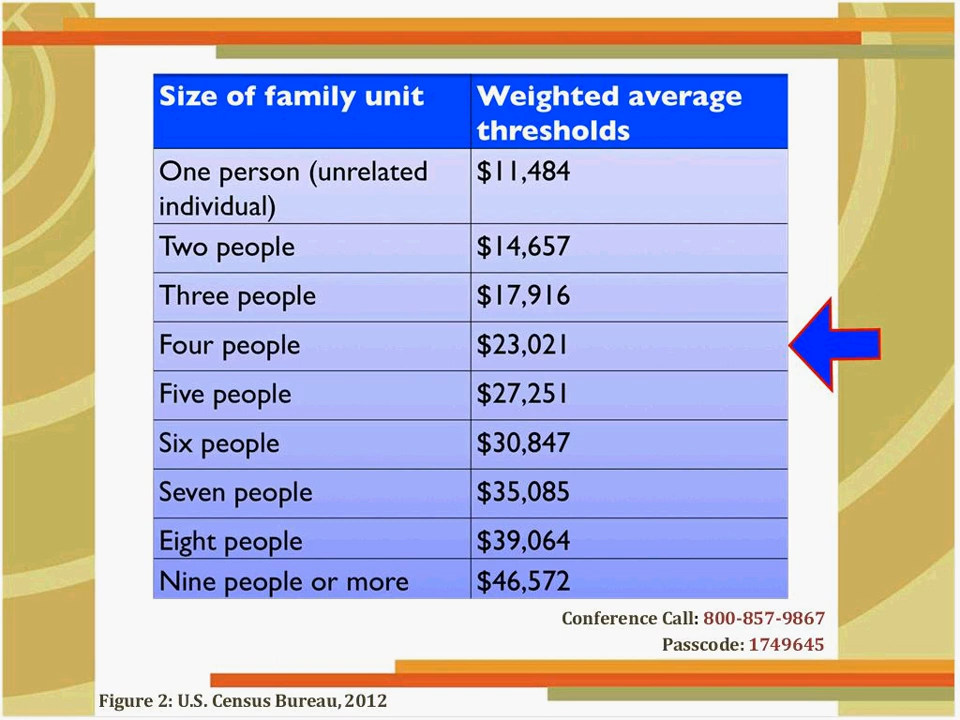 Size of family unit
Weighted average
thresholds
One person (unrelated
individual)
$11,484
Two people
$14,657
Three people
$17,916
Four people
$23,021
Five people
$27,251
Six people
$30,847
Seven people
$35,085
Eight people
$39,064
Nine people or more
$46,572
Conference Call: 800-857-9867
Passcode: 1749645
Figure 2: U.S. Census Bureau, 2012